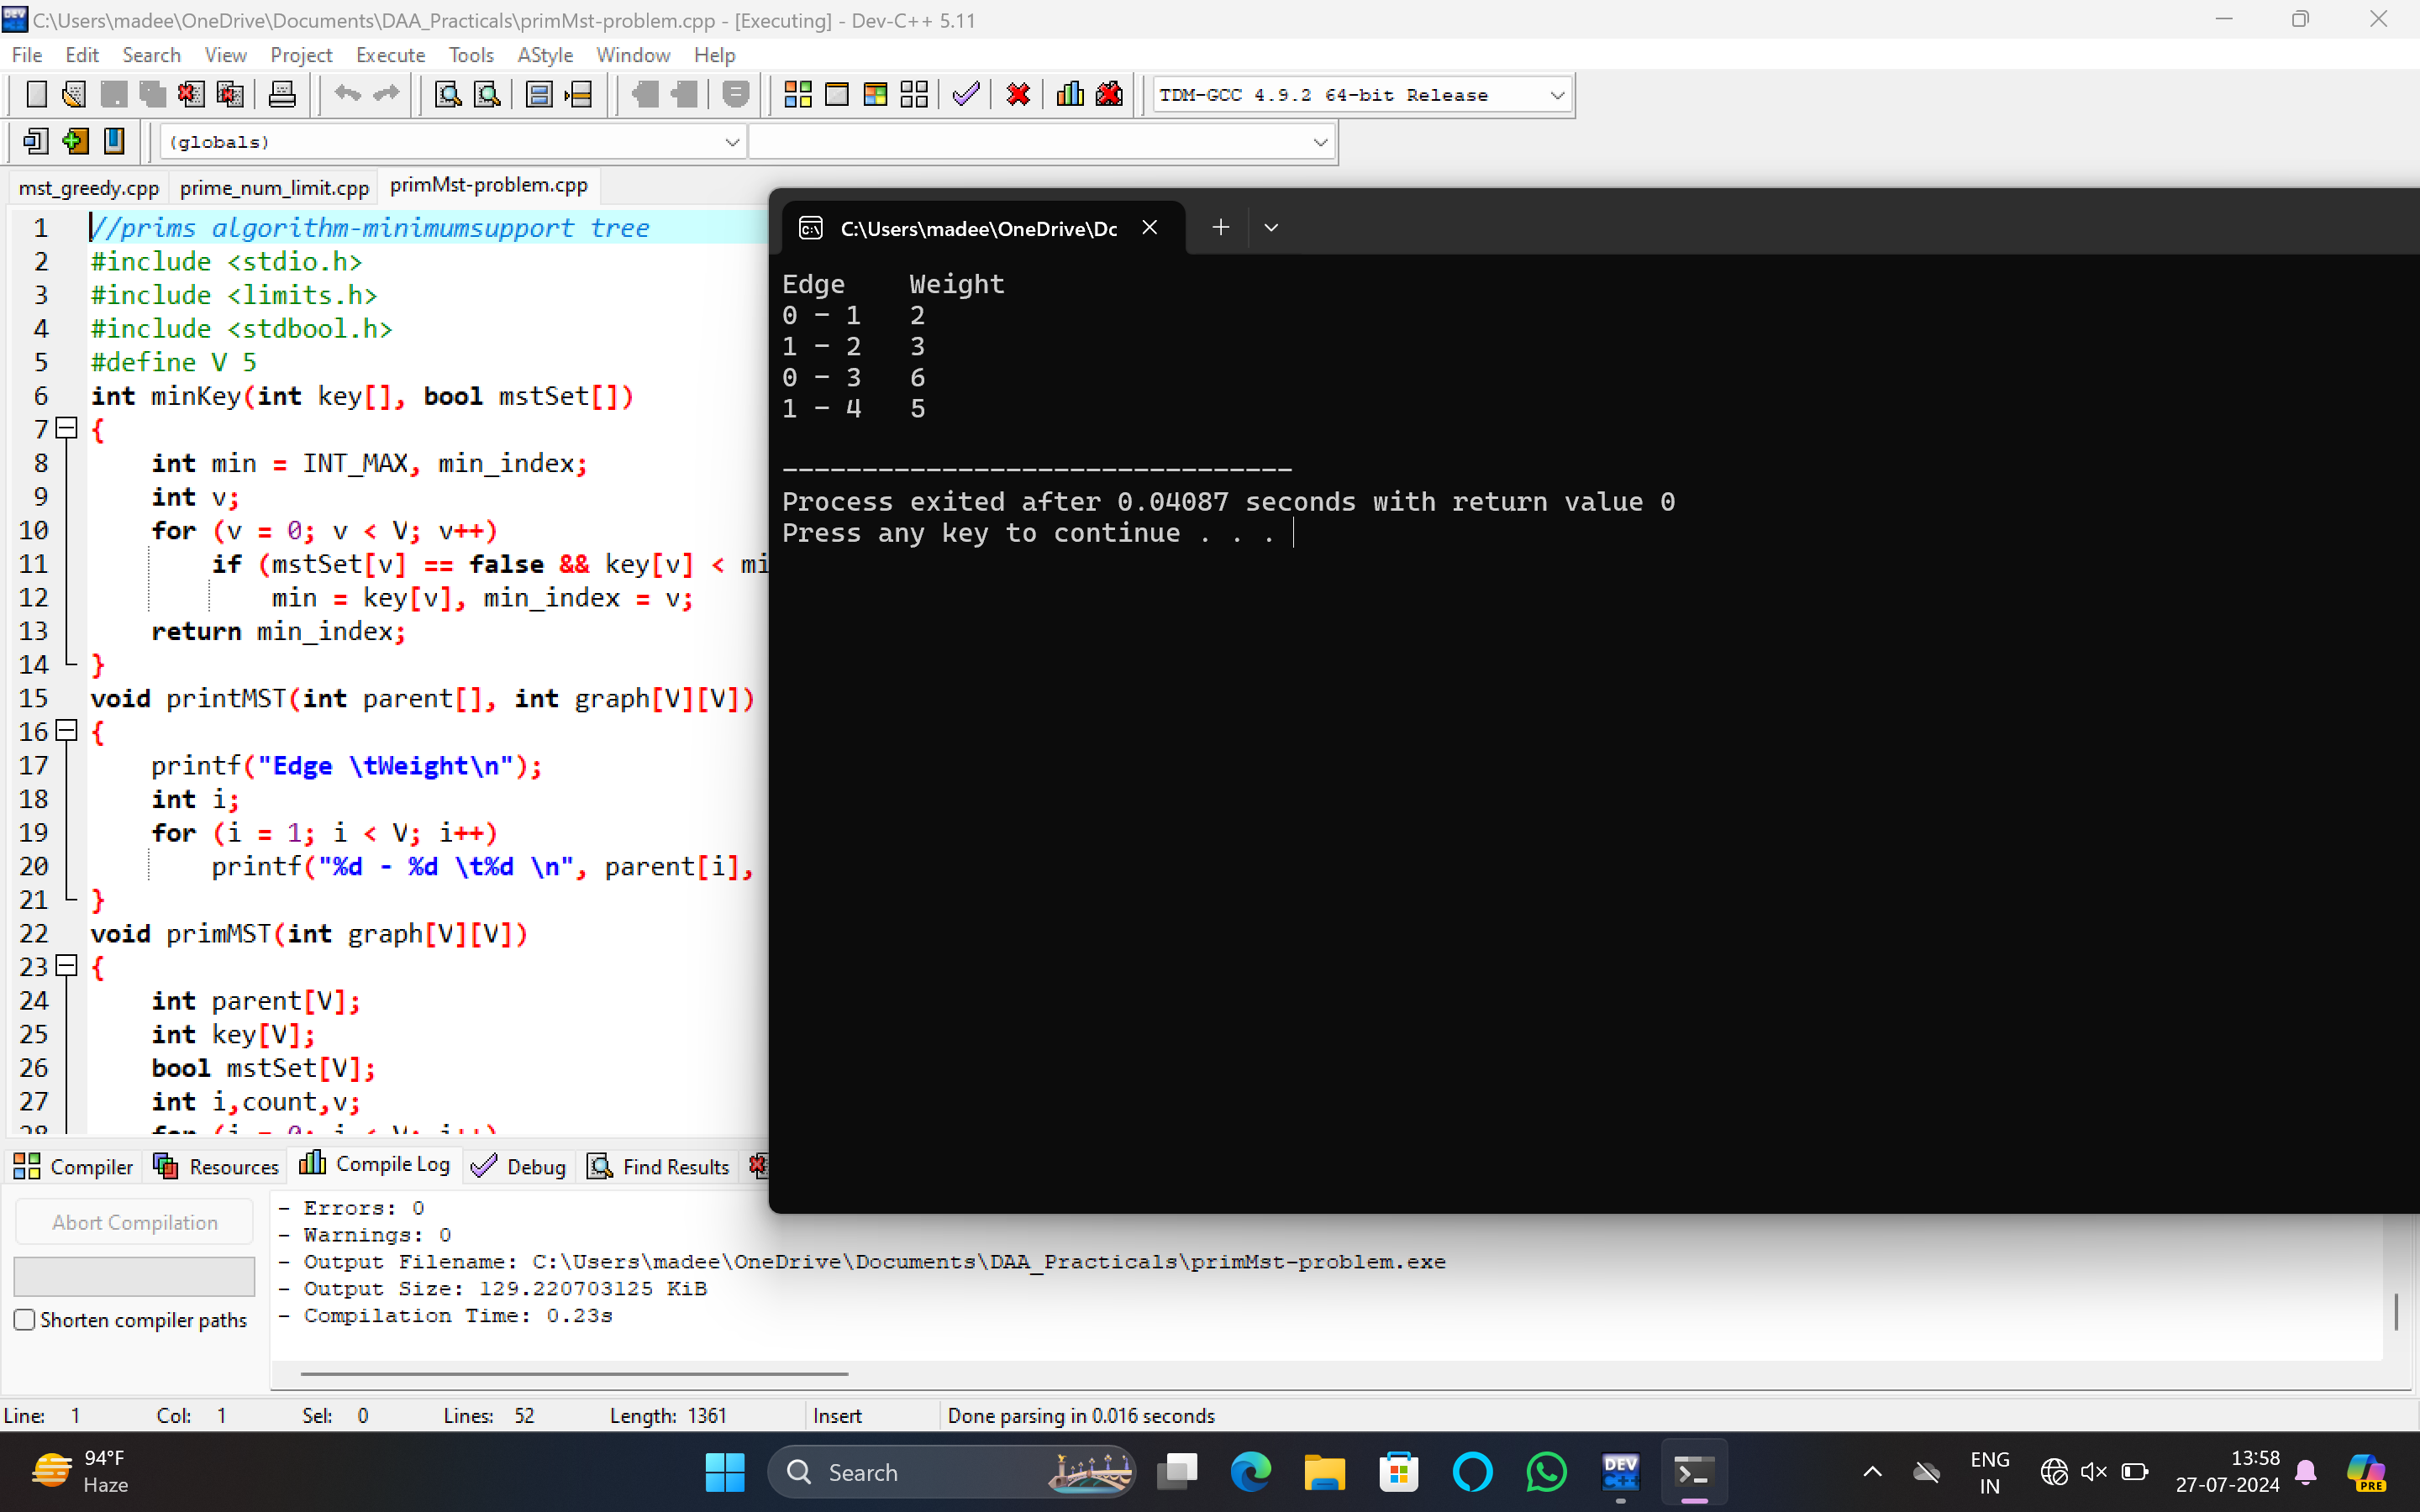 C:\Users\madee\OneDrive\Documents\DAA_Practicals\primMst-problem.cpp - [Executing] - Dev-C++ 5.11
File Edit Search View Project Execute Tools AStyle Window Help
TDM-GCC 4.9.2 64-bit Release
(globals)
mst_greedy.cpp prime_num_limit.cpp primMst-problem.cpp
1 //prims algorithm-minimumsupport tree
2 #include <stdio.h>
3 #include <limits.h>
4 #include <stdbool.h>
5 #define V 5
6 int minKey(int key[], bool mstSet[])
7 {
8 int min = INT_MAX, min_index;
9 int v;
10 for (v = 0; v < V; v++)
11 if (mstSet[v] == false && key[v] < mi
12 min = key[v], min_index = v;
13 return min_index;
14 }
15 void printMST(int parent[], int graph[V][V])
16 {
17 printf("Edge \tWeight\n");
18 int i;
19 for (i = 1; i < V; i++)
20 printf("%d - %d \t%d \n", parent[i],
21 }
22 void primMST(int graph[V][V])
23 {
24 int parent[V];
25 int key[V];
26 bool mstSet[V];
27 int i,count,v;
28 for (i = 0; i < V; i++)
C:\Users\madee\OneDrive\Dc
Edge Weight
0 - 1 2
1 - 2 3
0 - 3 6
1 - 4 5
--------------------------------
Process exited after 0.04087 seconds with return value 0
Press any key to continue . . .
Compiler Resources Compile Log Debug Find Results
Abort Compilation
Shorten compiler paths
- Errors: 0
- Warnings: 0
- Output Filename: C:\Users\madee\OneDrive\Documents\DAA_Practicals\primMst-problem.exe
- Output Size: 129.220703125 KiB
- Compilation Time: 0.23s
Line: 1 Col: 1 Sel: 0 Lines: 52 Length: 1361 Insert Done parsing in 0.016 seconds
94°F
Haze
Search
DEV
ENG
IN
13:58
27-07-2024
PRE